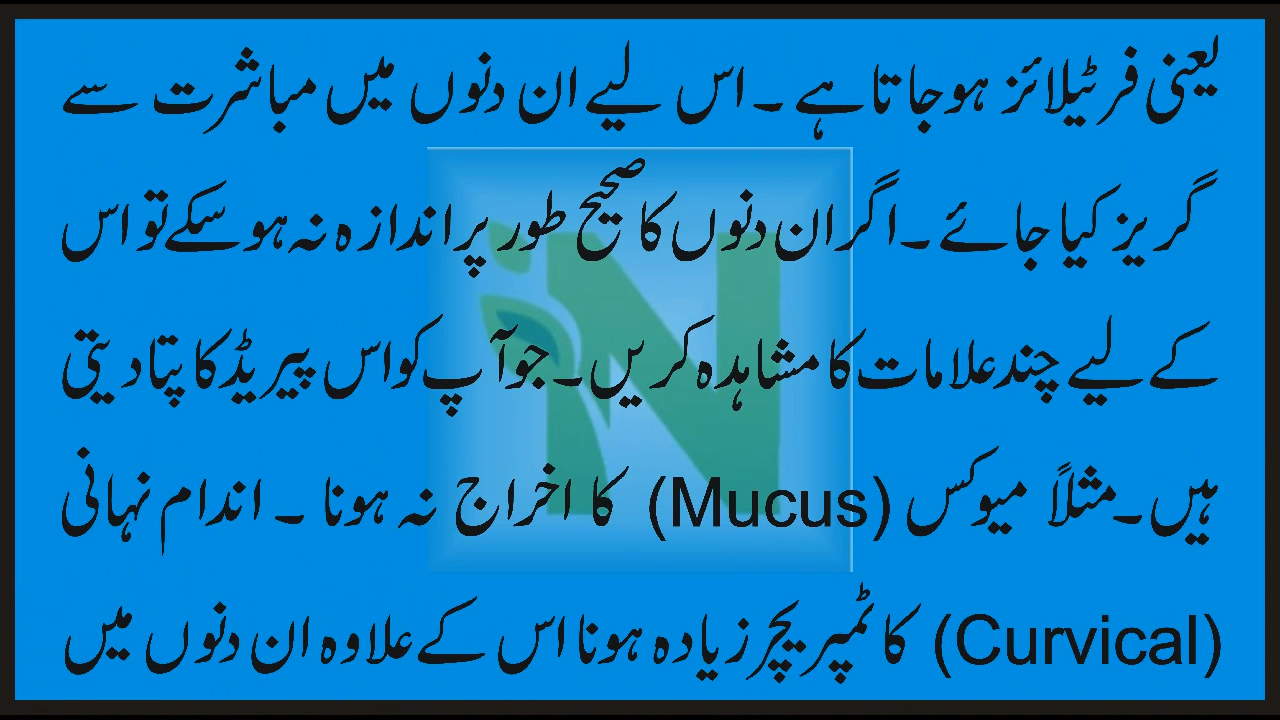 یعنی فرٹیلائز ہوجاتا ہے ۔ اس لیے ان دنوں میں مباشرت سے
گریز کیا جائے ۔ اگر ان دنوں کا صحیح طور پر اندازہ نہ ہو سکے تو اس
کے لیے چند علامات کا مشاہدہ کریں ۔ جو آپ کو اس پیریڈ کا پتا دیتی
ہیں ۔ مثلاً میوکس (Mucus) کا اخراج نہ ہونا ۔ اندام نہانی
(Curvical) کا ٹمپریچر زیادہ ہونا اس کے علاوہ ان دنوں میں